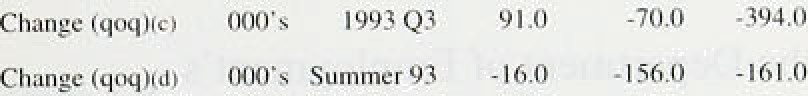 Change (qoq)(c) 000's 1993 Q3 91.0 -70.0 -394.0
Change (qoq)(d) 000's Summer 93 -16.0 -156.0 -161.0